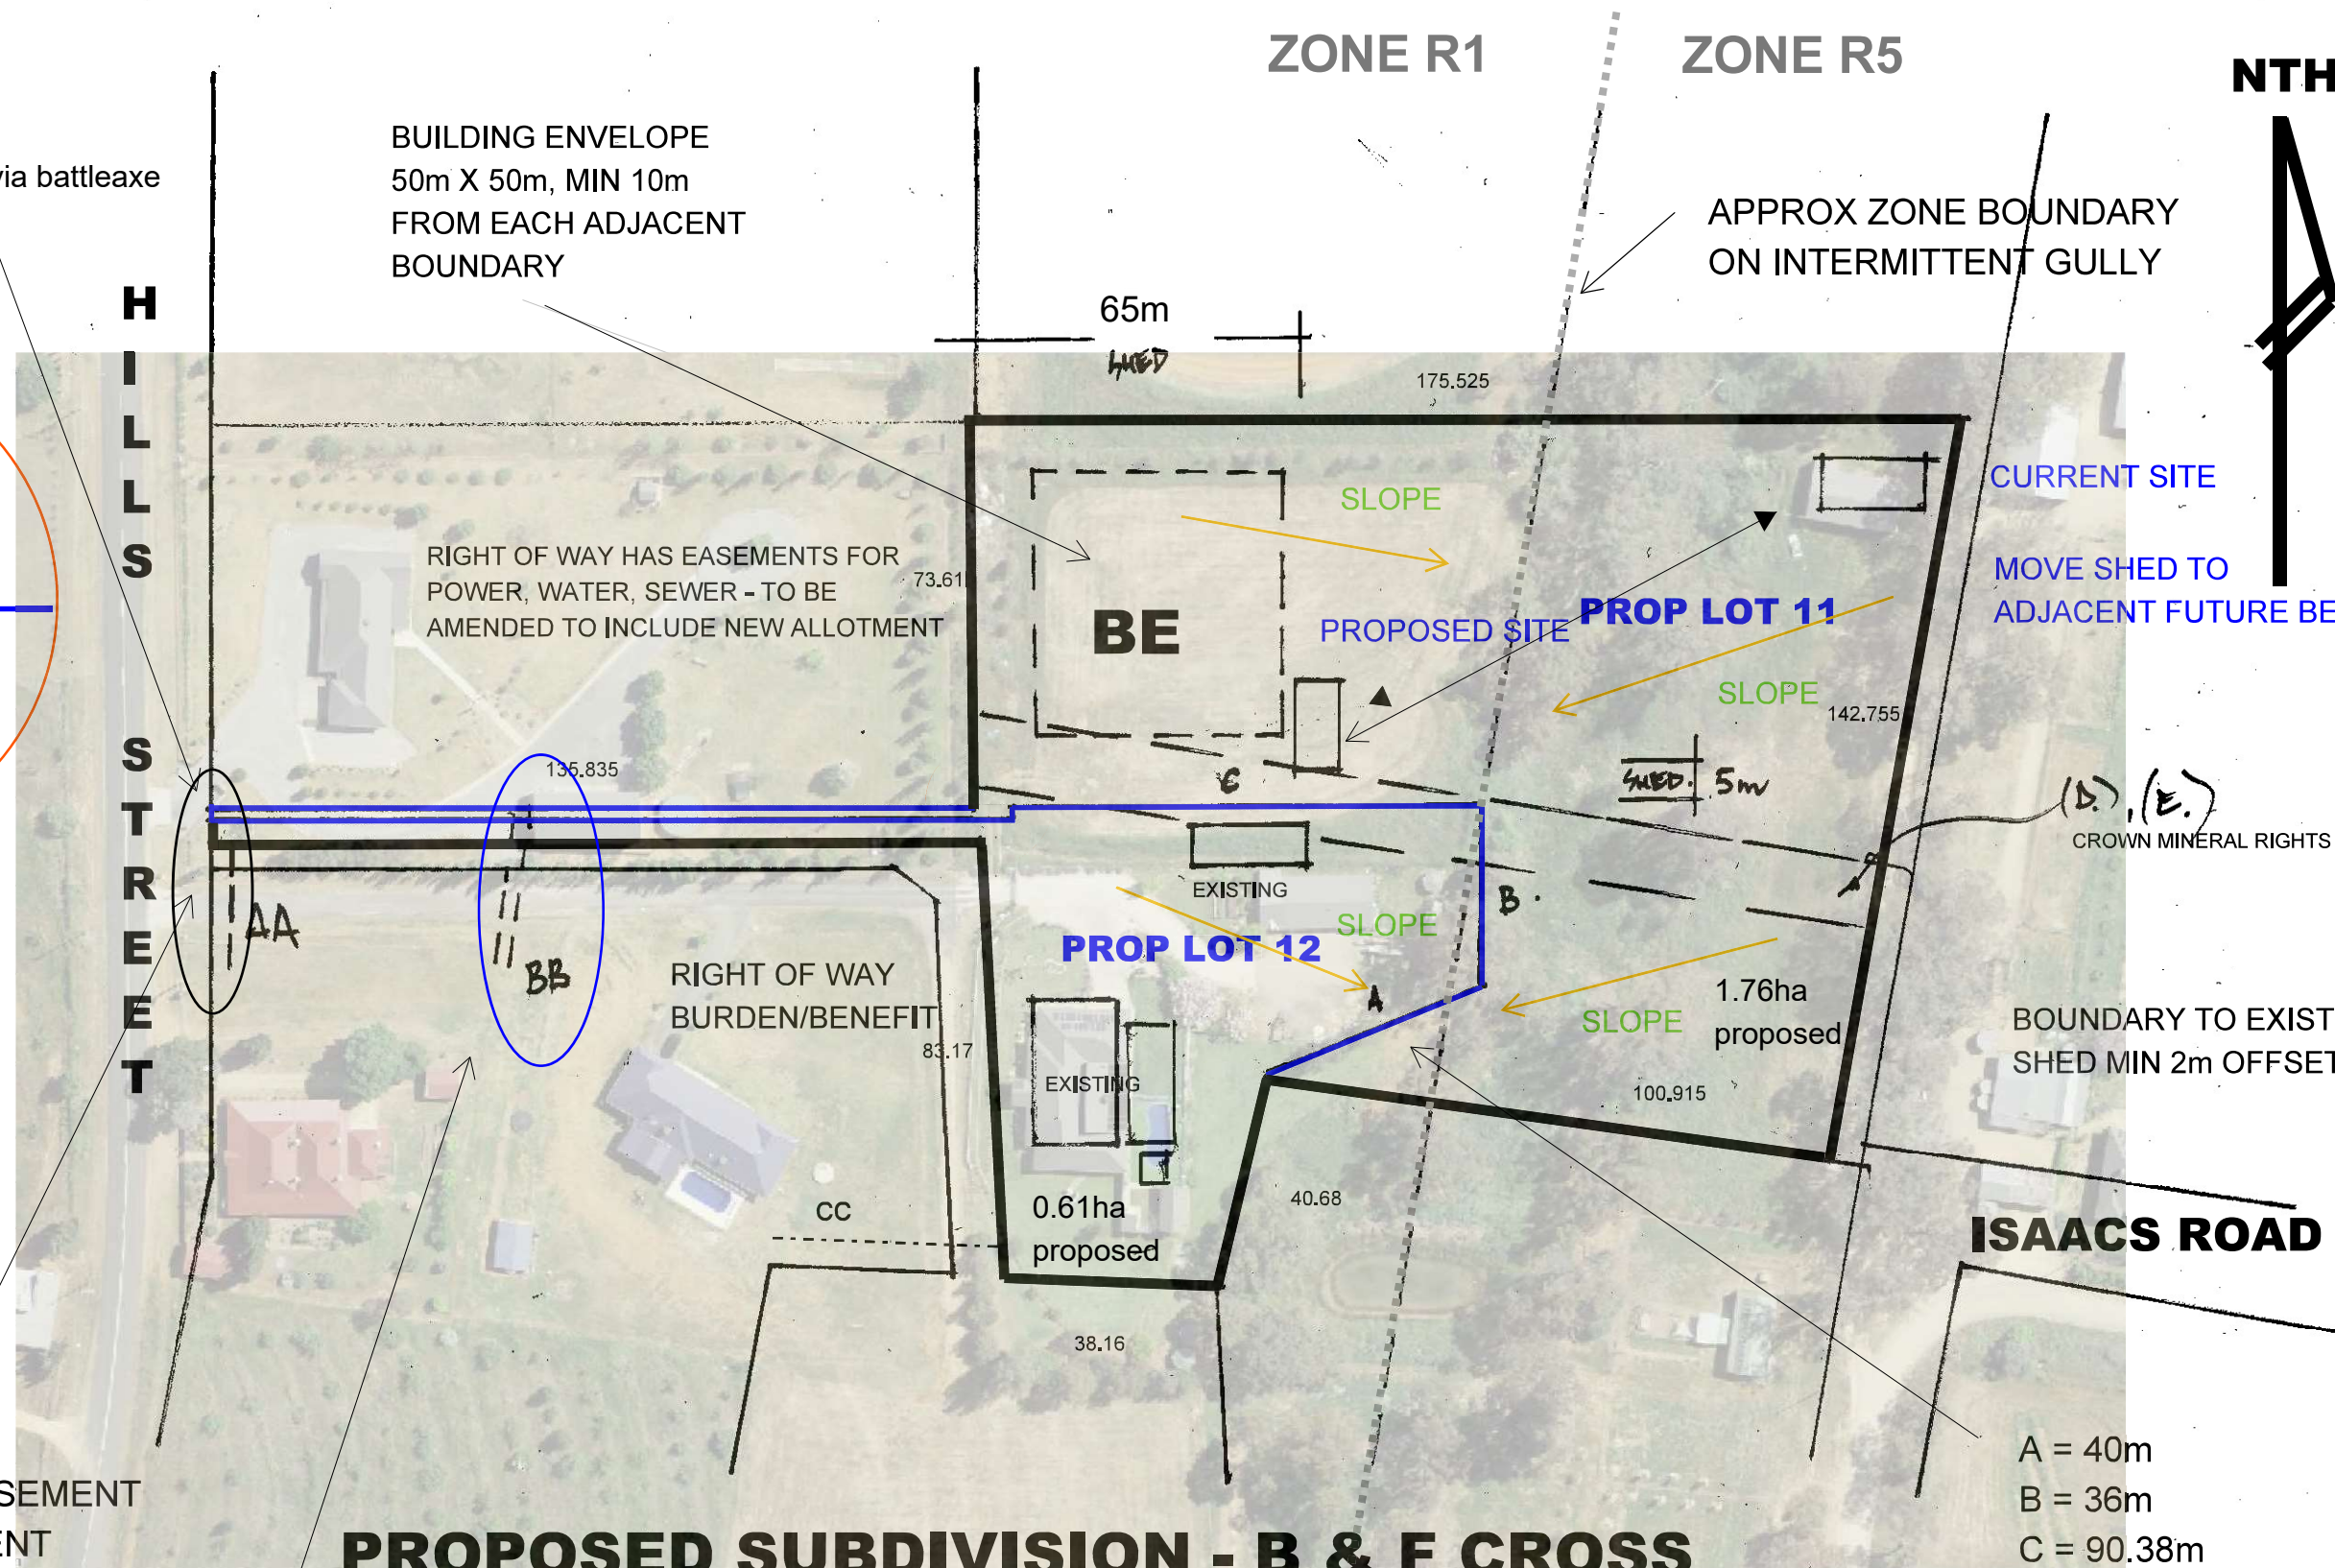 ZONE R1
ZONE R5
NTH
BUILDING ENVELOPE
50m X 50m, MIN 10m
FROM EACH ADJACENT
BOUNDARY
via battleaxe
APPROX ZONE BOUNDARY
ON INTERMITTENT GULLY
65m
SHED
175.525
HILLS STREET
CURRENT SITE
MOVE SHED TO
ADJACENT FUTURE BE
SLOPE
RIGHT OF WAY HAS EASEMENTS FOR
POWER, WATER, SEWER - TO BE
AMENDED TO INCLUDE NEW ALLOTMENT
73.61
BE
PROPOSED SITE
PROP LOT 11
SLOPE
142.755
135.835
C
SHED. 5m
(D.), (E.)
CROWN MINERAL RIGHTS
EXISTING
B.
AA
BB
PROP LOT 12
SLOPE
A
RIGHT OF WAY
BURDEN/BENEFIT
83.17
1.76ha
proposed
SLOPE
BOUNDARY TO EXIST
SHED MIN 2m OFFSET
EXISTING
100.915
CC
0.61ha
proposed
40.68
ISAACS ROAD
38.16
A = 40m
B = 36m
C = 90.38m
PROPOSED SUBDIVISION - B & F CROSS